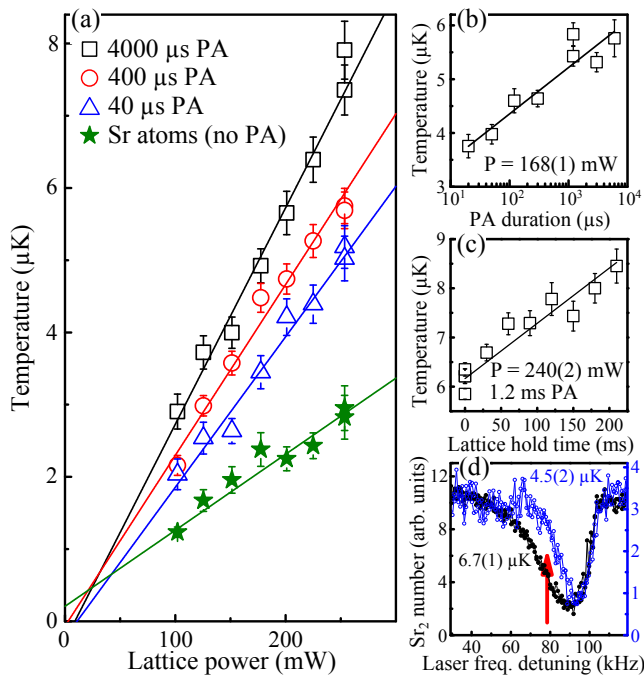 (a)
4000 µs PA
400 µs PA
40 µs PA
Sr atoms (no PA)
Temperature (µK)
8
6
4
2
0
100
200
Lattice power (mW)
(b)
Temperature (µK)
6
5
4
3
P = 168(1) mW
10¹
10²
10³
10⁴
PA duration (µs)
(c)
Temperature (µK)
9
8
7
6
P = 240(2) mW
1.2 ms PA
0
50
100
150
200
Lattice hold time (ms)
(d)
4.5(2) µK
6.7(1) µK
Sr₂ number (arb. units)
12
8
4
0
4
3
2
1
0
40
60
80
100
Laser freq. detuning (kHz)